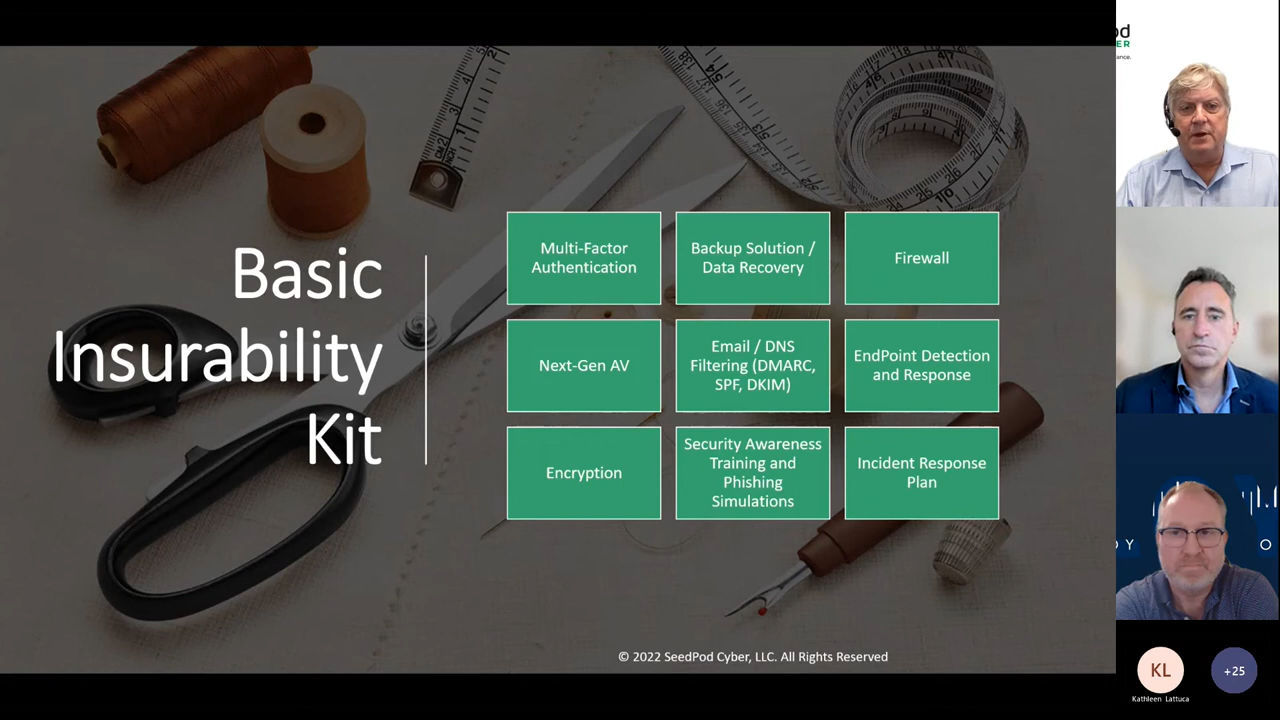 Basic
Insurability
Kit
Multi-Factor
Authentication
Backup Solution /
Data Recovery
Firewall
Next-Gen AV
Email / DNS
Filtering (DMARC,
SPF, DKIM)
EndPoint Detection
and Response
Encryption
Security Awareness
Training and
Phishing
Simulations
Incident Response
Plan
© 2022 SeedPod Cyber, LLC. All Rights Reserved
KL
Kathleen Lattuca
+25